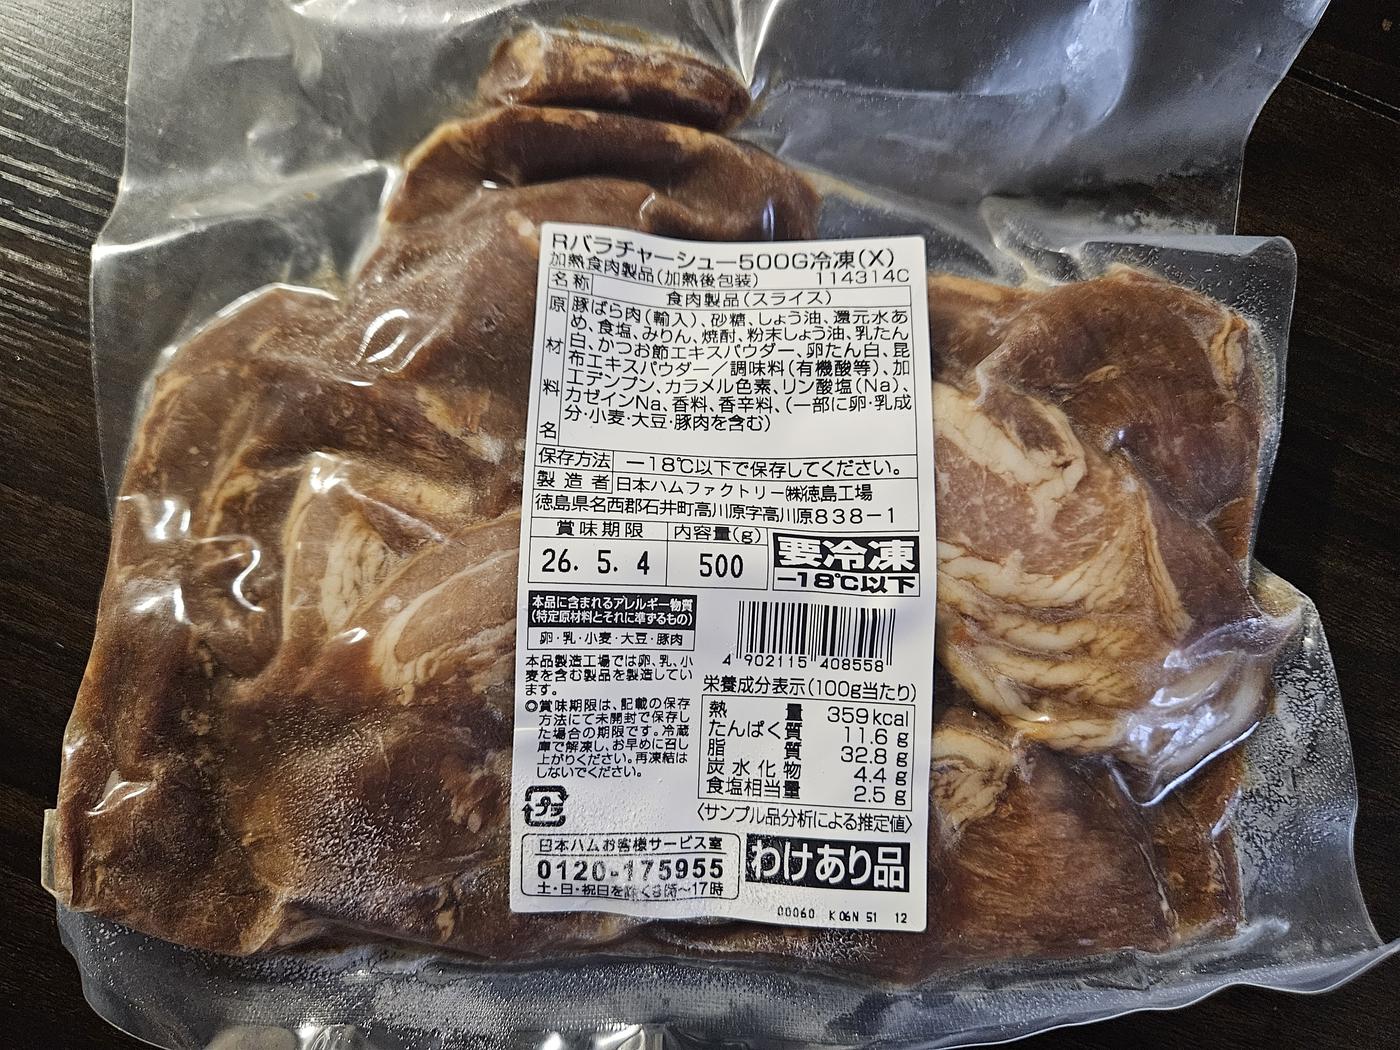 Rバラチャーシュー500G冷凍(X)
加熱食肉製品(加熱後包装) 114314C
名称 食肉製品(スライス)
原材料名 豚ばら肉(輸入)、砂糖、しょう油、還元水あ
め、食塩、みりん、焼酎、粉末しょう油、乳たん
白、かつお節エキスパウダー、卵たん白、昆
布エキスパウダー/調味料(有機酸等)、加
工デンプン、カラメル色素、リン酸塩(Na)、
カゼインNa、香料、香辛料、(一部に卵・乳成
分・小麦・大豆・豚肉を含む)
保存方法 −18℃以下で保存してください。
製造者 日本ハムファクトリー㈱徳島工場
徳島県名西郡石井町高川原字高川原838−1
賞味期限 内容量(g)
26. 5. 4 500
要冷凍
−18℃以下
本品に含まれるアレルギー物質
(特定原材料とそれに準ずるもの)
卵・乳・小麦・大豆・豚肉
本品製造工場では卵、乳、小
麦を含む製品を製造してい
ます。
◎賞味期限は、記載の保存
方法にて未開封で保存し
た場合の期限です。冷蔵
庫で解凍し、お早めに召し
上がりください。再凍結は
しないでください。
4 902115 408558
栄養成分表示(100g当たり)
熱量 359kcal
たんぱく質 11.6 g
脂質 32.8 g
炭水化物 4.4 g
食塩相当量 2.5 g
〈サンプル品分析による推定値〉
プラ
日本ハムお客様サービス室
0120-175955
土・日・祝日を除く9時〜17時
わけあり品
00060 K06N 51 12